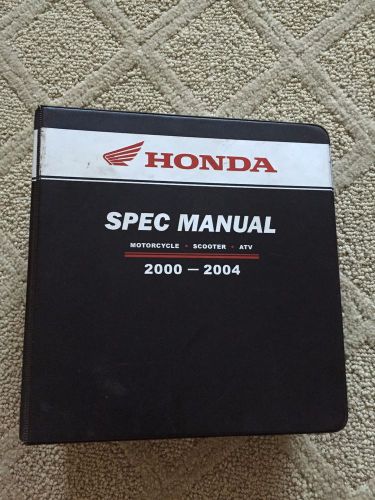 HONDA
SPEC MANUAL
MOTORCYCLE • SCOOTER • ATV
2000 — 2004